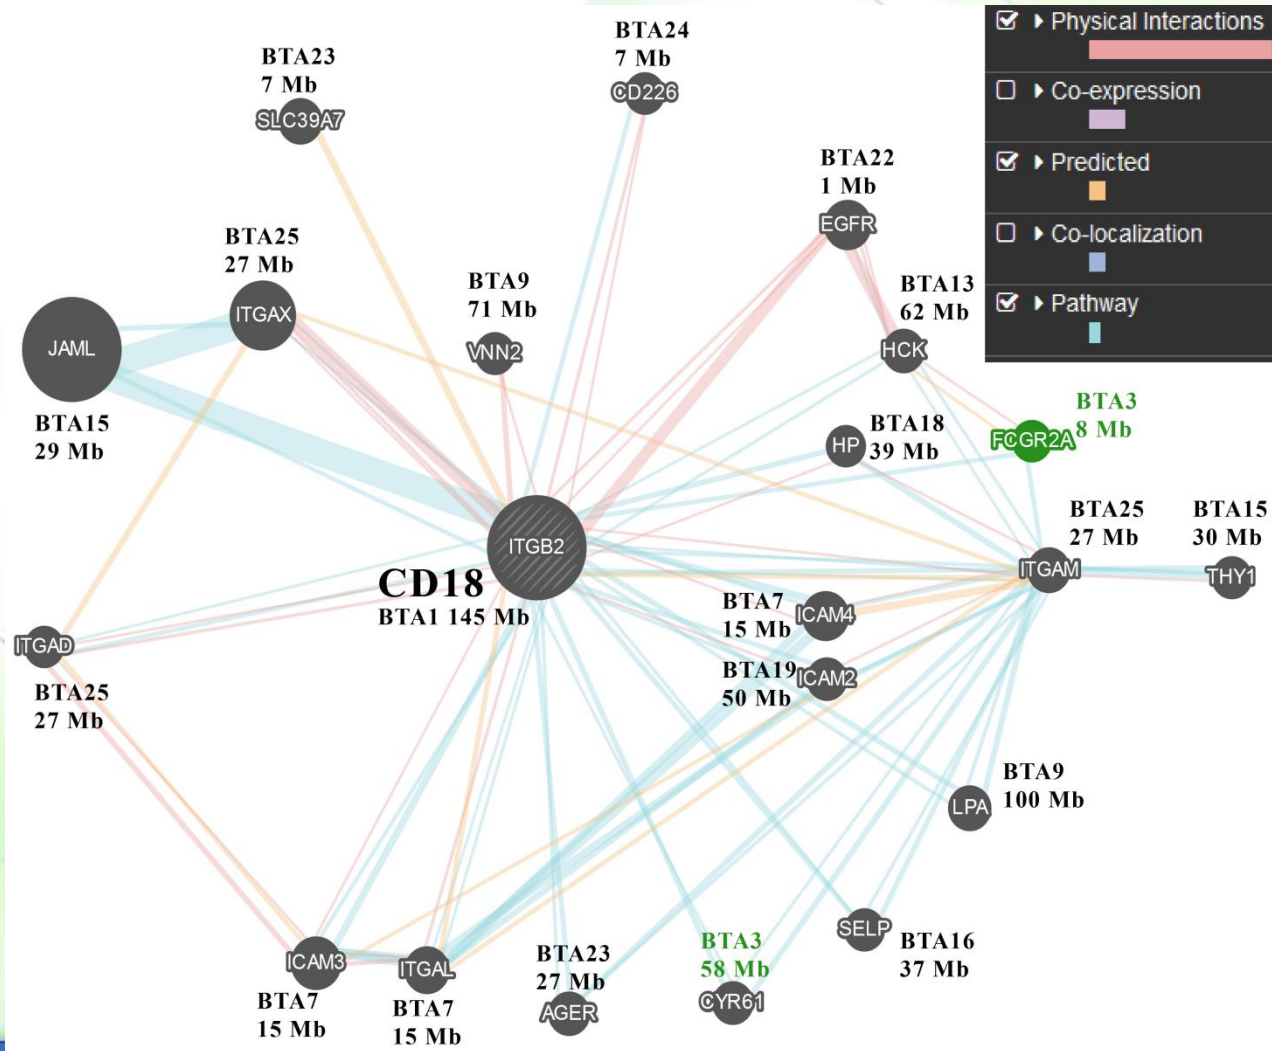 BTA24
7 Mb
CD226
BTA23
7 Mb
SLC39A7
Physical Interactions
Co-expression
Predicted
Co-localization
Pathway
BTA22
1 Mb
EGFR
BTA25
27 Mb
ITGAX
BTA9
71 Mb
VNN2
BTA13
62 Mb
HCK
JAML
BTA15
29 Mb
BTA3
8 Mb
FCGR2A
BTA18
39 Mb
HP
BTA25
27 Mb
ITGAM
BTA15
30 Mb
THY1
ITGB2
CD18
BTA1 145 Mb
BTA7
15 Mb
ICAM4
BTA19
50 Mb
ICAM2
ITGAD
BTA25
27 Mb
BTA9
100 Mb
LPA
SELP
BTA16
37 Mb
BTA3
58 Mb
CYR61
BTA23
27 Mb
AGER
ICAM3
BTA7
15 Mb
ITGAL
BTA7
15 Mb